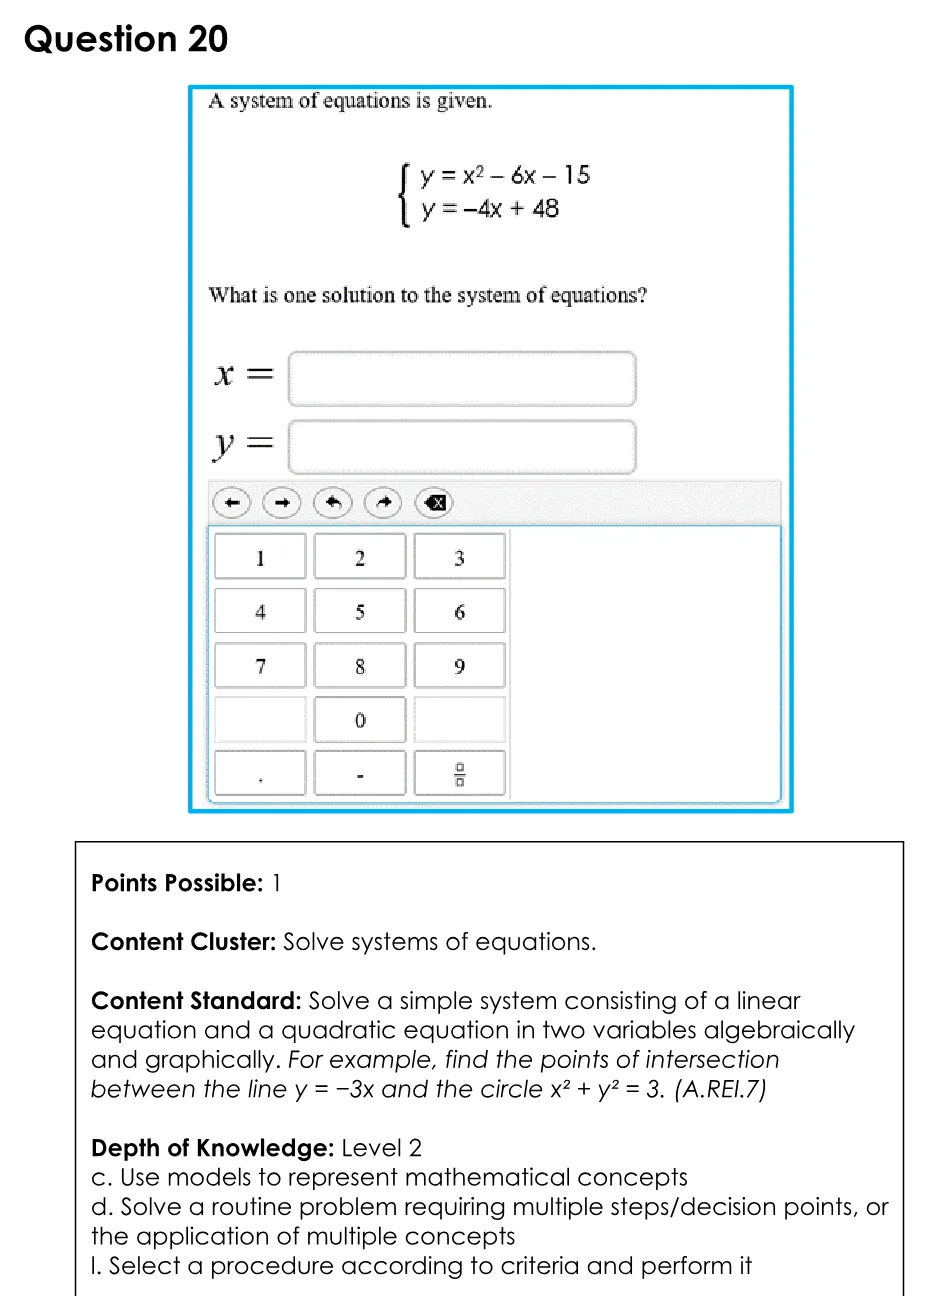 Question 20
A system of equations is given.
y = x² – 6x – 15
y = –4x + 48
What is one solution to the system of equations?
x =
y =
1 2 3
4 5 6
7 8 9
0
. -
Points Possible: 1
Content Cluster: Solve systems of equations.
Content Standard: Solve a simple system consisting of a linear
equation and a quadratic equation in two variables algebraically
and graphically. For example, find the points of intersection
between the line y = −3x and the circle x² + y² = 3. (A.REI.7)
Depth of Knowledge: Level 2
c. Use models to represent mathematical concepts
d. Solve a routine problem requiring multiple steps/decision points, or
the application of multiple concepts
l. Select a procedure according to criteria and perform it